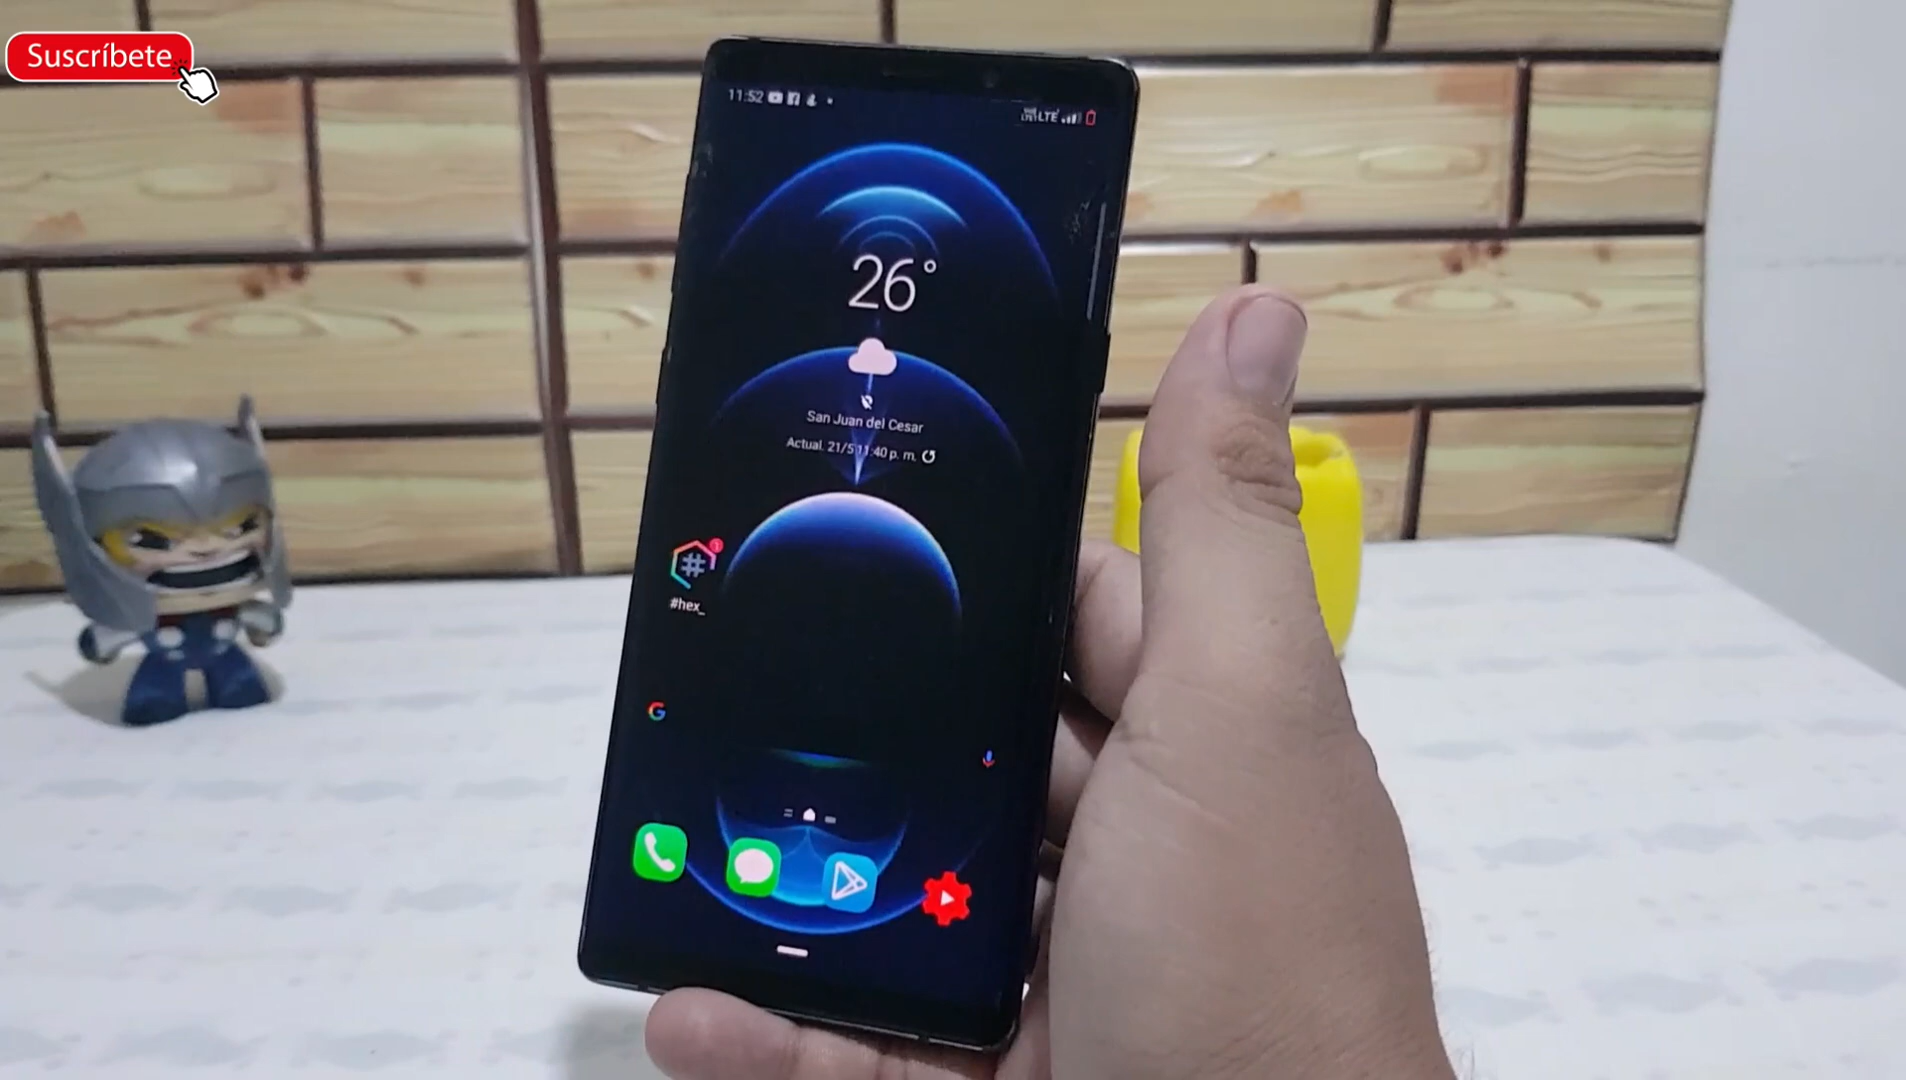 Suscríbete
11:52
LTE
26°
San Juan del Cesar
Actual. 21/5 11:40 p. m.
#
#hex_
G